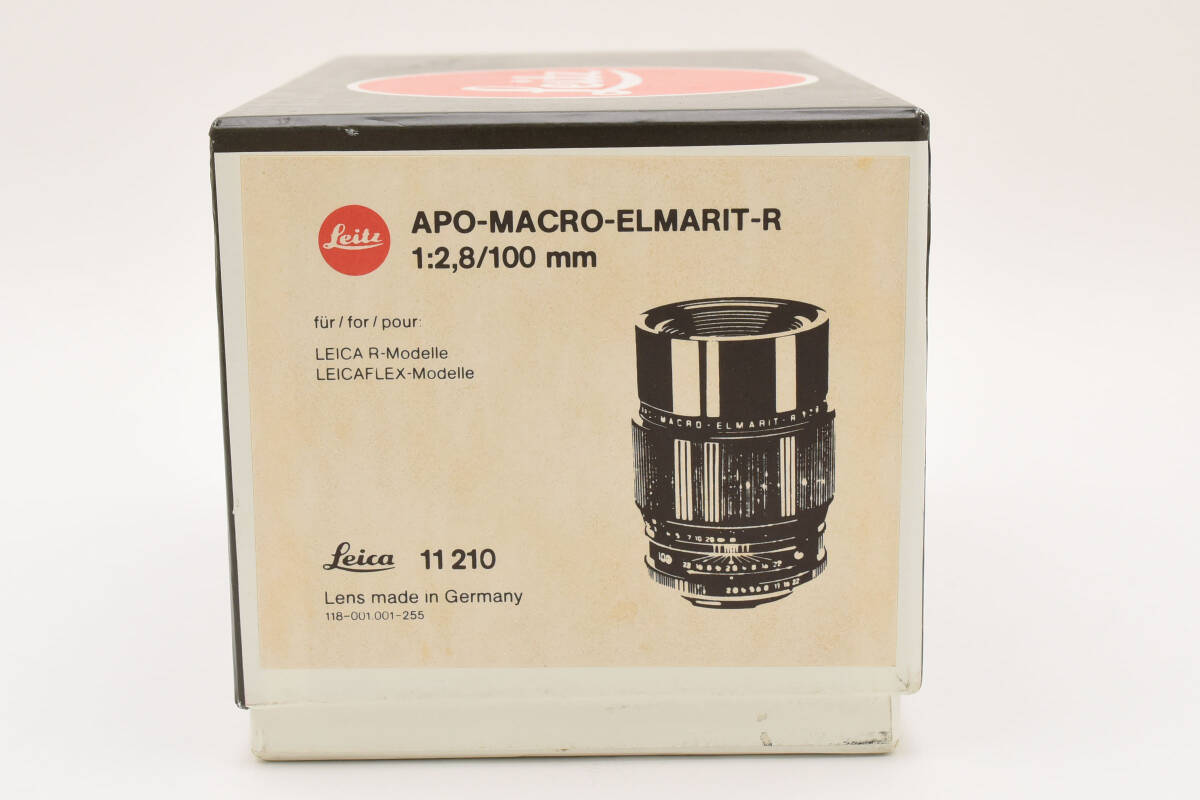 Leitz
Leitz
APO-MACRO-ELMARIT-R
1:2,8/100 mm
für / for / pour:
LEICA R-Modelle
LEICAFLEX-Modelle
MACRO-ELMARIT-R
Leica 11 210
Lens made in Germany
118-001.001-255